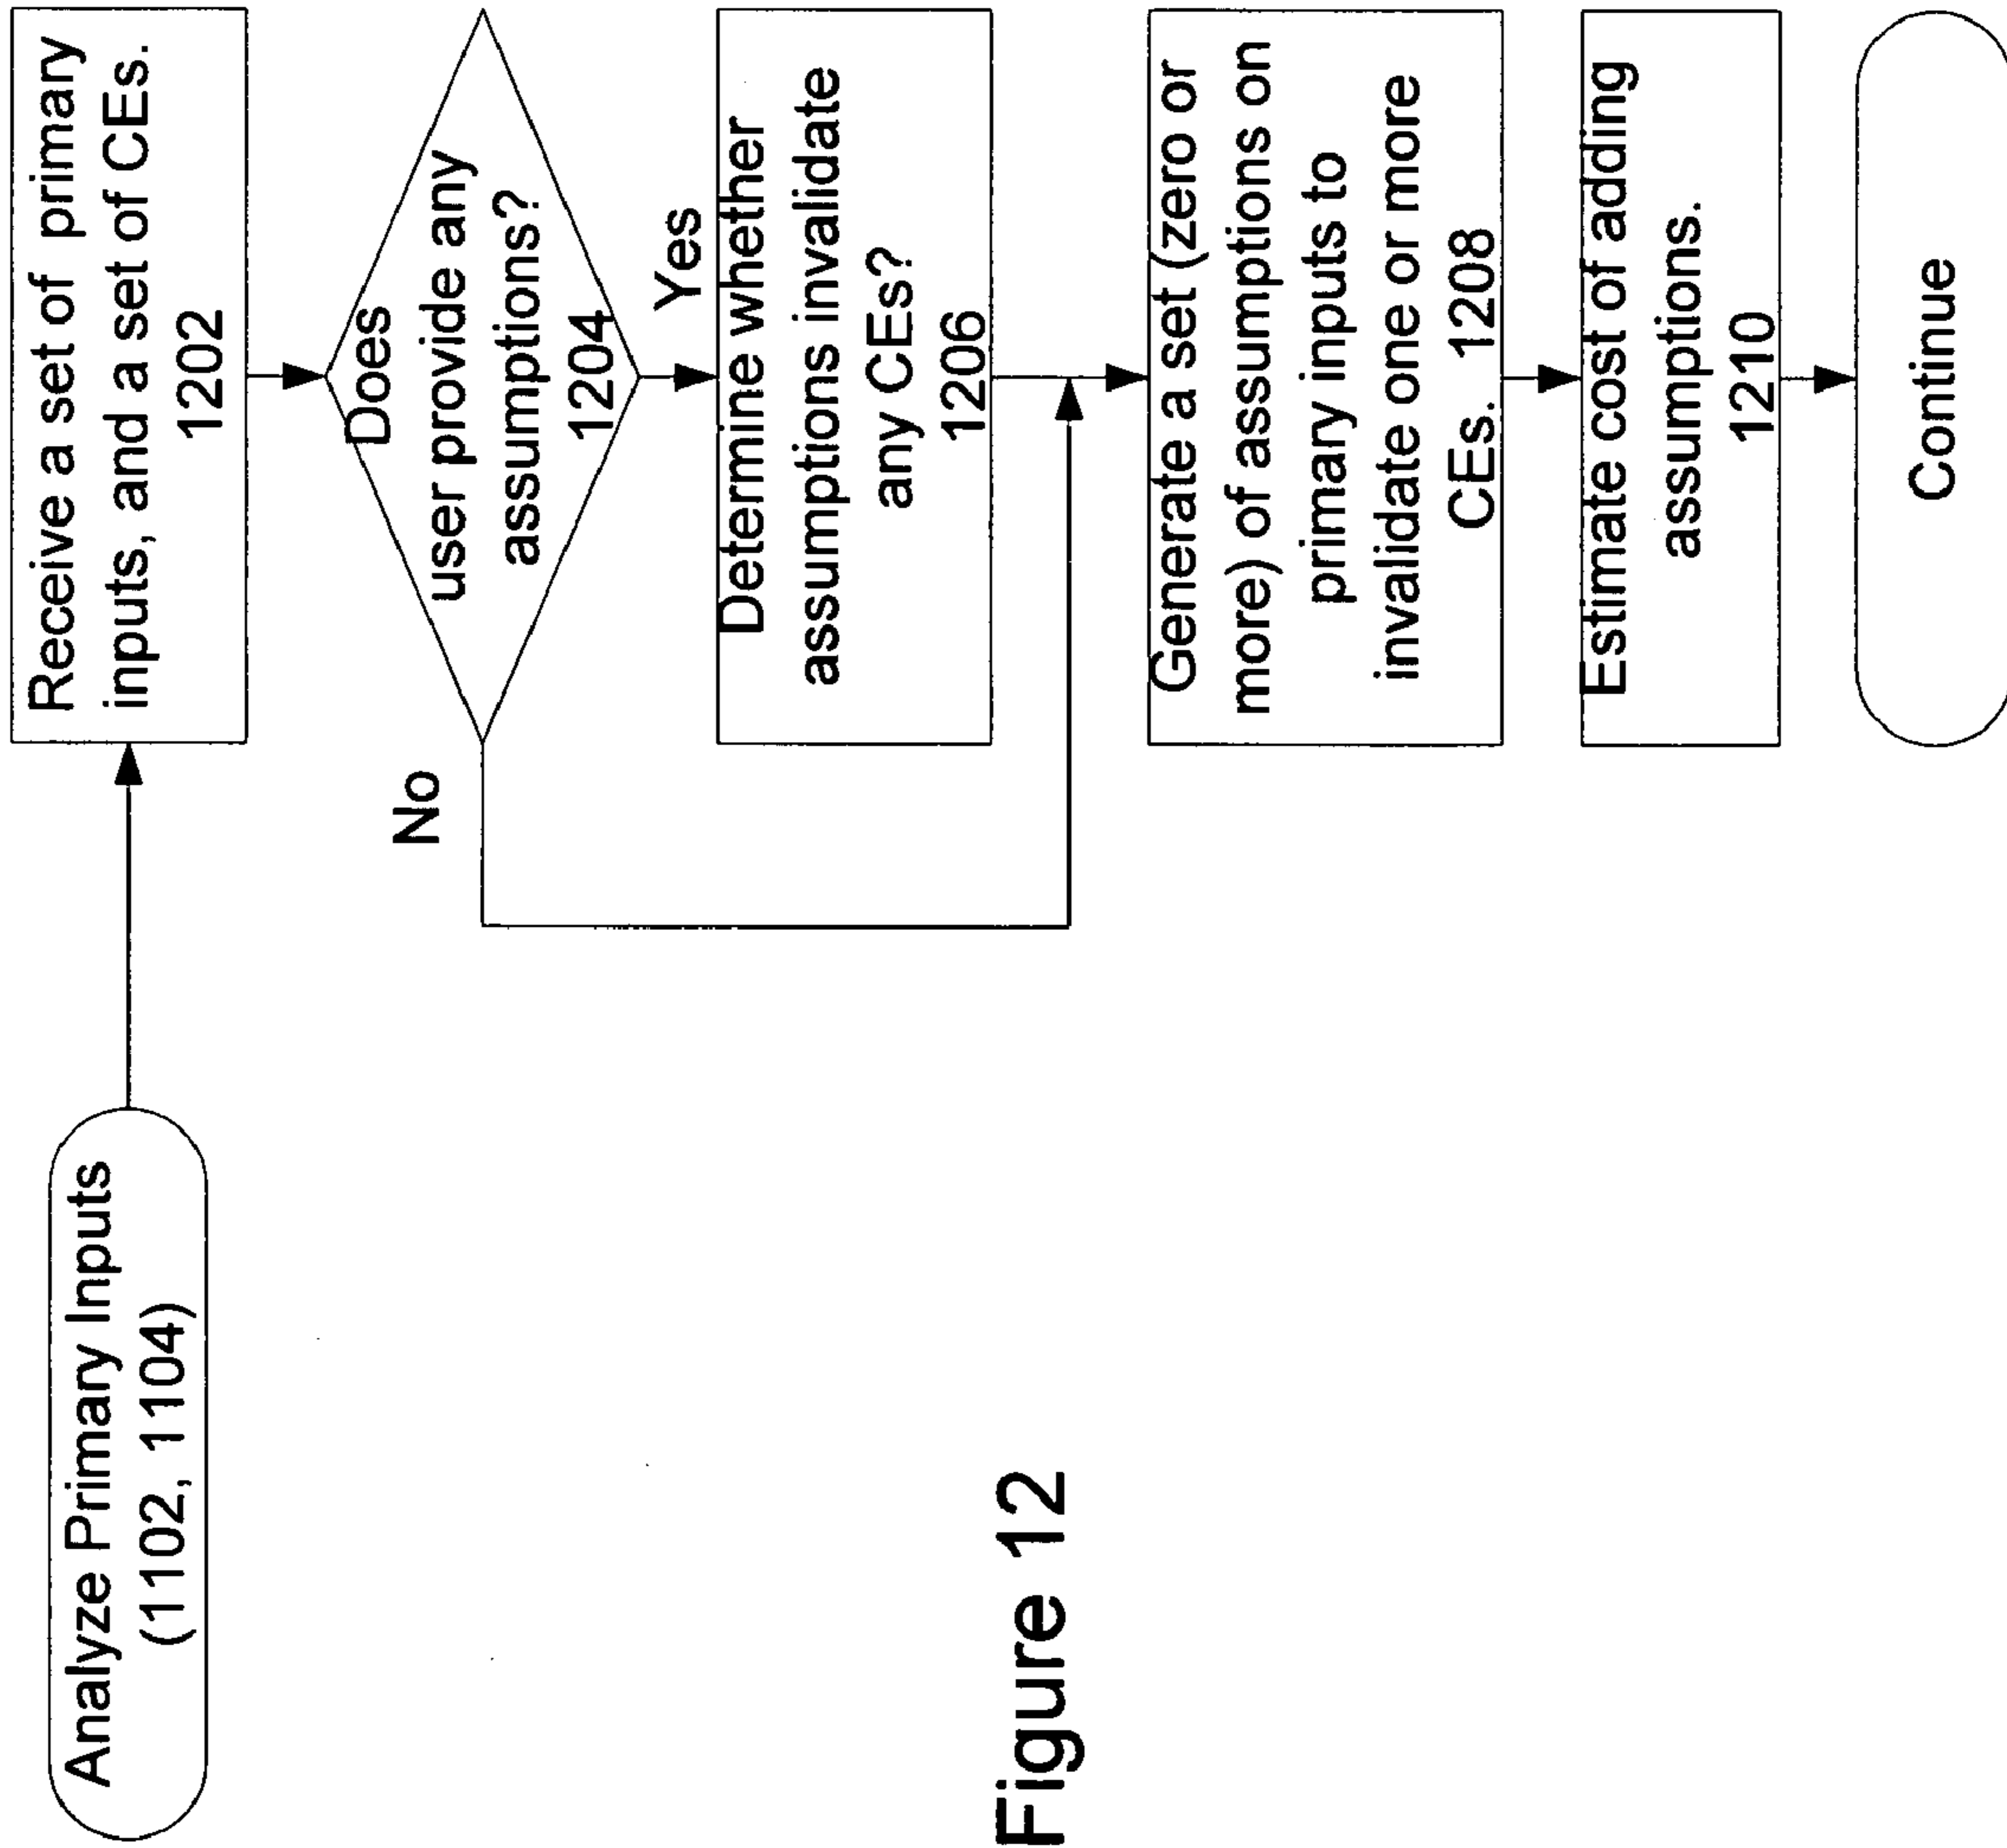 Analyze Primary Inputs
(1102, 1104)
Receive a set of primary
inputs, and a set of CEs.
1202
Does
user provide any
assumptions?
1204
No
Yes
Determine whether
assumptions invalidate
any CEs?
1206
Generate a set (zero or
more) of assumptions on
primary inputs to
invalidate one or more
CEs. 1208
Estimate cost of adding
assumptions.
1210
Continue
Figure 12